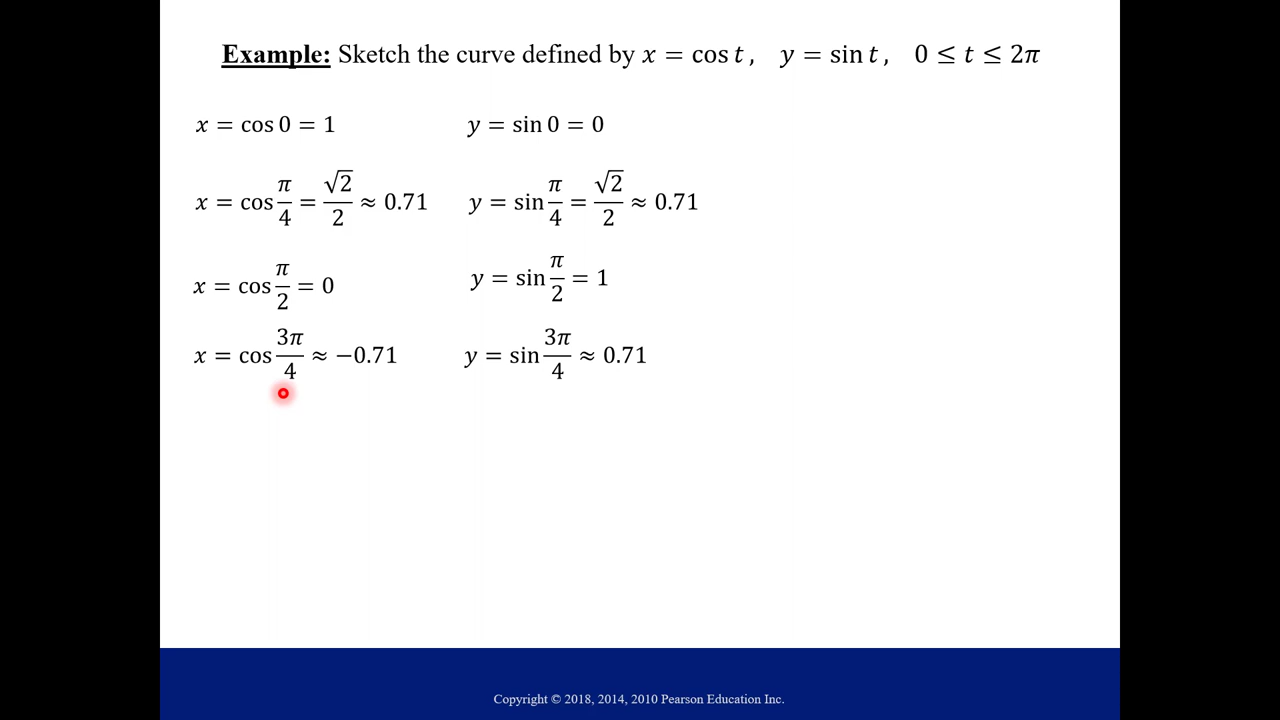 Example: Sketch the curve defined by x = cos t, y = sin t, 0 ≤ t ≤ 2π
x = cos 0 = 1 y = sin 0 = 0
x = cos π/4 = √2/2 ≈ 0.71 y = sin π/4 = √2/2 ≈ 0.71
x = cos π/2 = 0 y = sin π/2 = 1
x = cos 3π/4 ≈ −0.71 y = sin 3π/4 ≈ 0.71
Copyright © 2018, 2014, 2010 Pearson Education Inc.